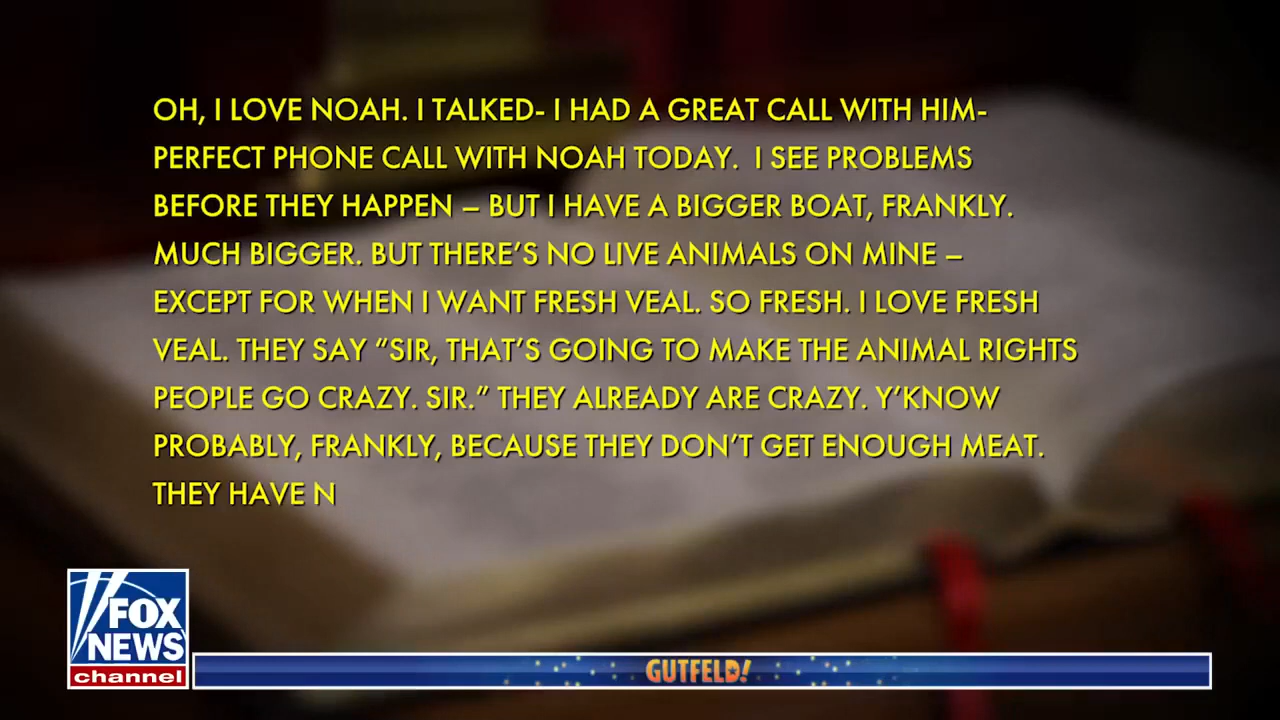 OH, I LOVE NOAH. I TALKED- I HAD A GREAT CALL WITH HIM-
PERFECT PHONE CALL WITH NOAH TODAY.  I SEE PROBLEMS
BEFORE THEY HAPPEN – BUT I HAVE A BIGGER BOAT, FRANKLY.
MUCH BIGGER. BUT THERE’S NO LIVE ANIMALS ON MINE –
EXCEPT FOR WHEN I WANT FRESH VEAL. SO FRESH. I LOVE FRESH
VEAL. THEY SAY “SIR, THAT’S GOING TO MAKE THE ANIMAL RIGHTS
PEOPLE GO CRAZY. SIR.” THEY ALREADY ARE CRAZY. Y’KNOW
PROBABLY, FRANKLY, BECAUSE THEY DON’T GET ENOUGH MEAT.
THEY HAVE N
FOX
NEWS
channel
GUTFELD!